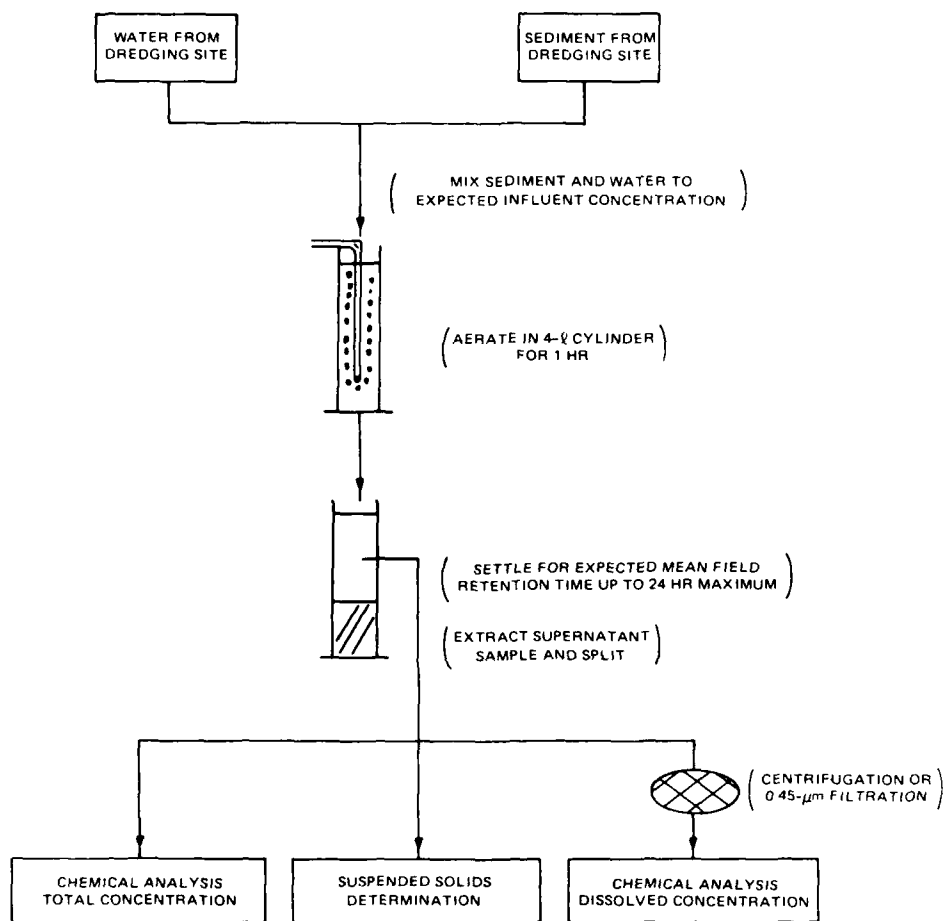 WATER FROM
DREDGING SITE
SEDIMENT FROM
DREDGING SITE
(MIX SEDIMENT AND WATER TO
EXPECTED INFLUENT CONCENTRATION)
(AERATE IN 4-ℓ CYLINDER
FOR 1 HR)
(SETTLE FOR EXPECTED MEAN FIELD
RETENTION TIME UP TO 24 HR MAXIMUM)
(EXTRACT SUPERNATANT
SAMPLE AND SPLIT)
(CENTRIFUGATION OR
0.45-μm FILTRATION)
CHEMICAL ANALYSIS
TOTAL CONCENTRATION
SUSPENDED SOLIDS
DETERMINATION
CHEMICAL ANALYSIS
DISSOLVED CONCENTRATION